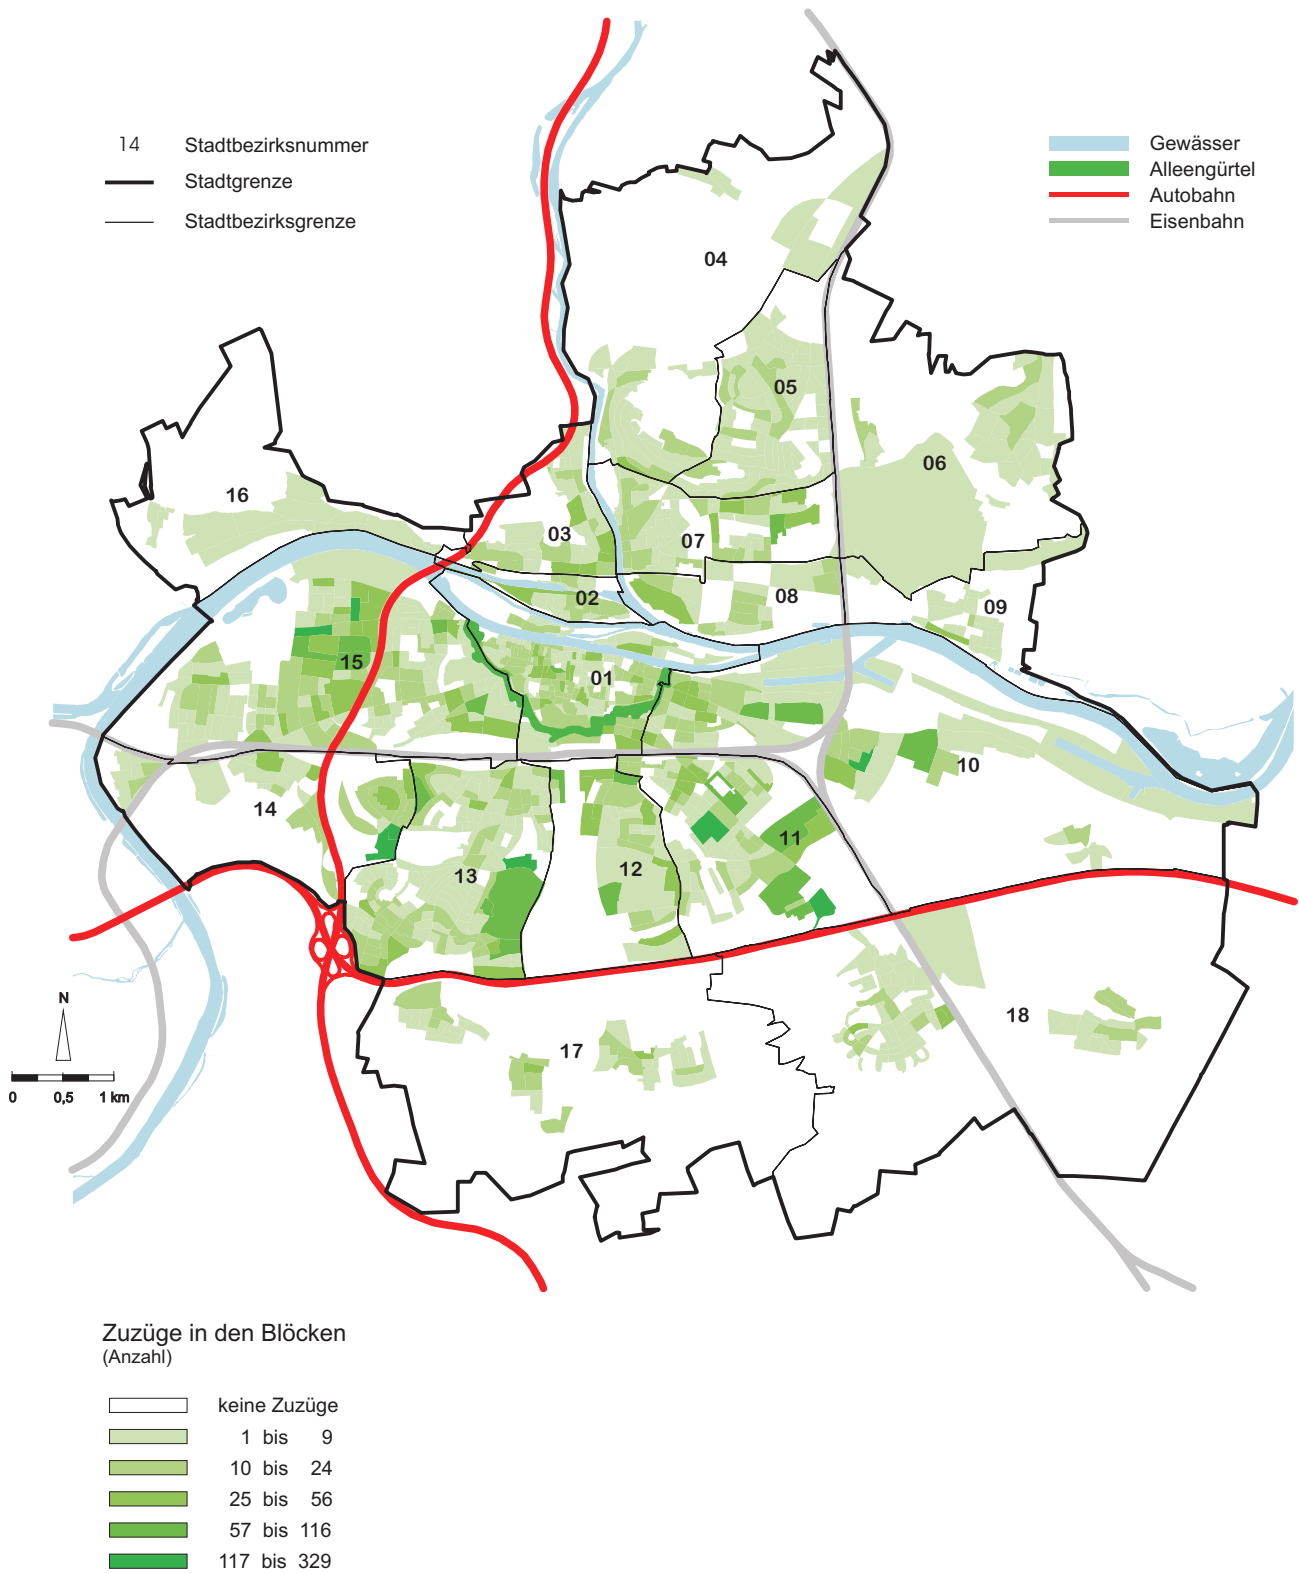 14 Stadtbezirksnummer
Stadtgrenze
Stadtbezirksgrenze
Gewässer
Alleengürtel
Autobahn
Eisenbahn
04
05
06
16
03
07
02
08
09
15
01
10
14
11
13
12
18
17
N
0 0,5 1 km
Zuzüge in den Blöcken
(Anzahl)
keine Zuzüge
1 bis 9
10 bis 24
25 bis 56
57 bis 116
117 bis 329